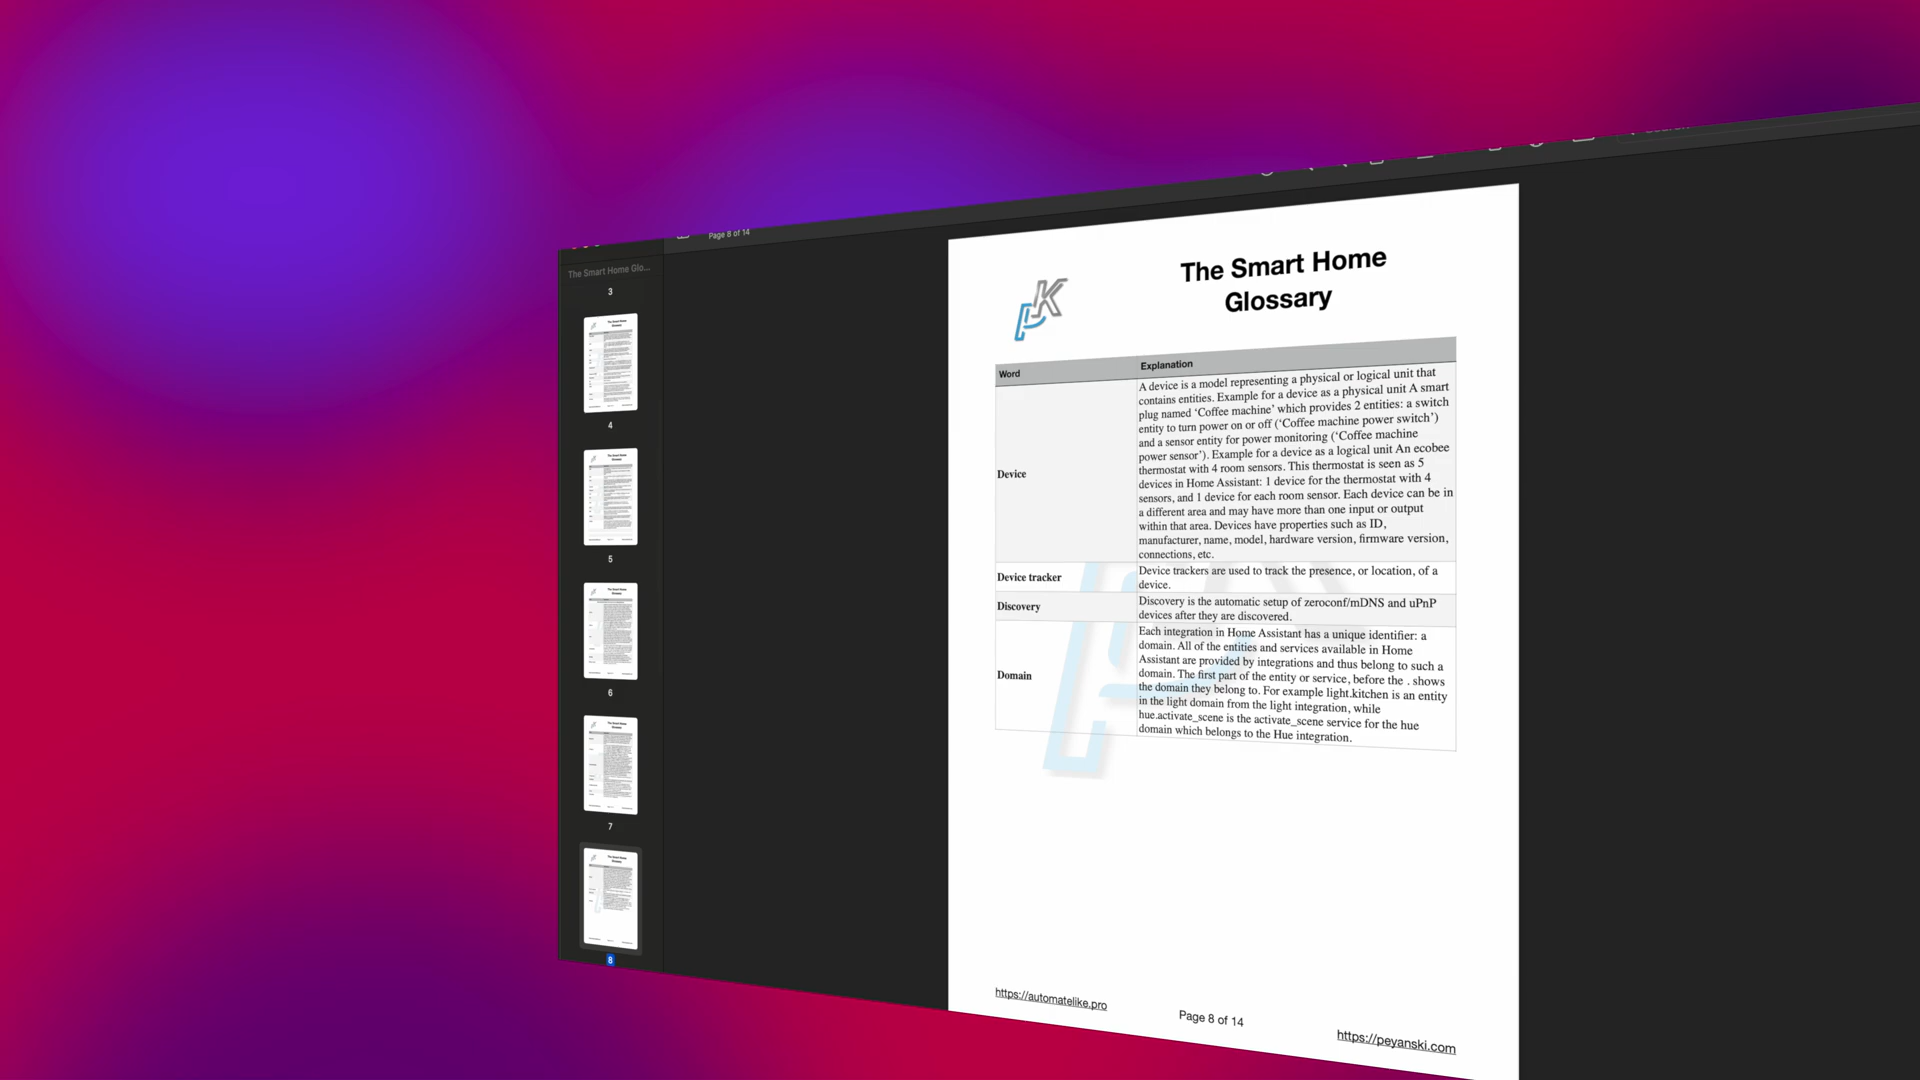 Page 8 of 14
The Smart Home Glo...
3
4
5
6
7
8
The Smart Home
Glossary
Word
Explanation
Device
A device is a model representing a physical or logical unit that
contains entities. Example for a device as a physical unit A smart
plug named ‘Coffee machine’ which provides 2 entities: a switch
entity to turn power on or off (‘Coffee machine power switch’)
and a sensor entity for power monitoring (‘Coffee machine
power sensor’). Example for a device as a logical unit An ecobee
thermostat with 4 room sensors. This thermostat is seen as 5
devices in Home Assistant: 1 device for the thermostat with 4
sensors, and 1 device for each room sensor. Each device can be in
a different area and may have more than one input or output
within that area. Devices have properties such as ID,
manufacturer, name, model, hardware version, firmware version,
connections, etc.
Device tracker
Device trackers are used to track the presence, or location, of a
device.
Discovery
Discovery is the automatic setup of zeroconf/mDNS and uPnP
devices after they are discovered.
Domain
Each integration in Home Assistant has a unique identifier: a
domain. All of the entities and services available in Home
Assistant are provided by integrations and thus belong to such a
domain. The first part of the entity or service, before the . shows
the domain they belong to. For example light.kitchen is an entity
in the light domain from the light integration, while
hue.activate_scene is the activate_scene service for the hue
domain which belongs to the Hue integration.
https://automatelike.pro
Page 8 of 14
https://peyanski.com